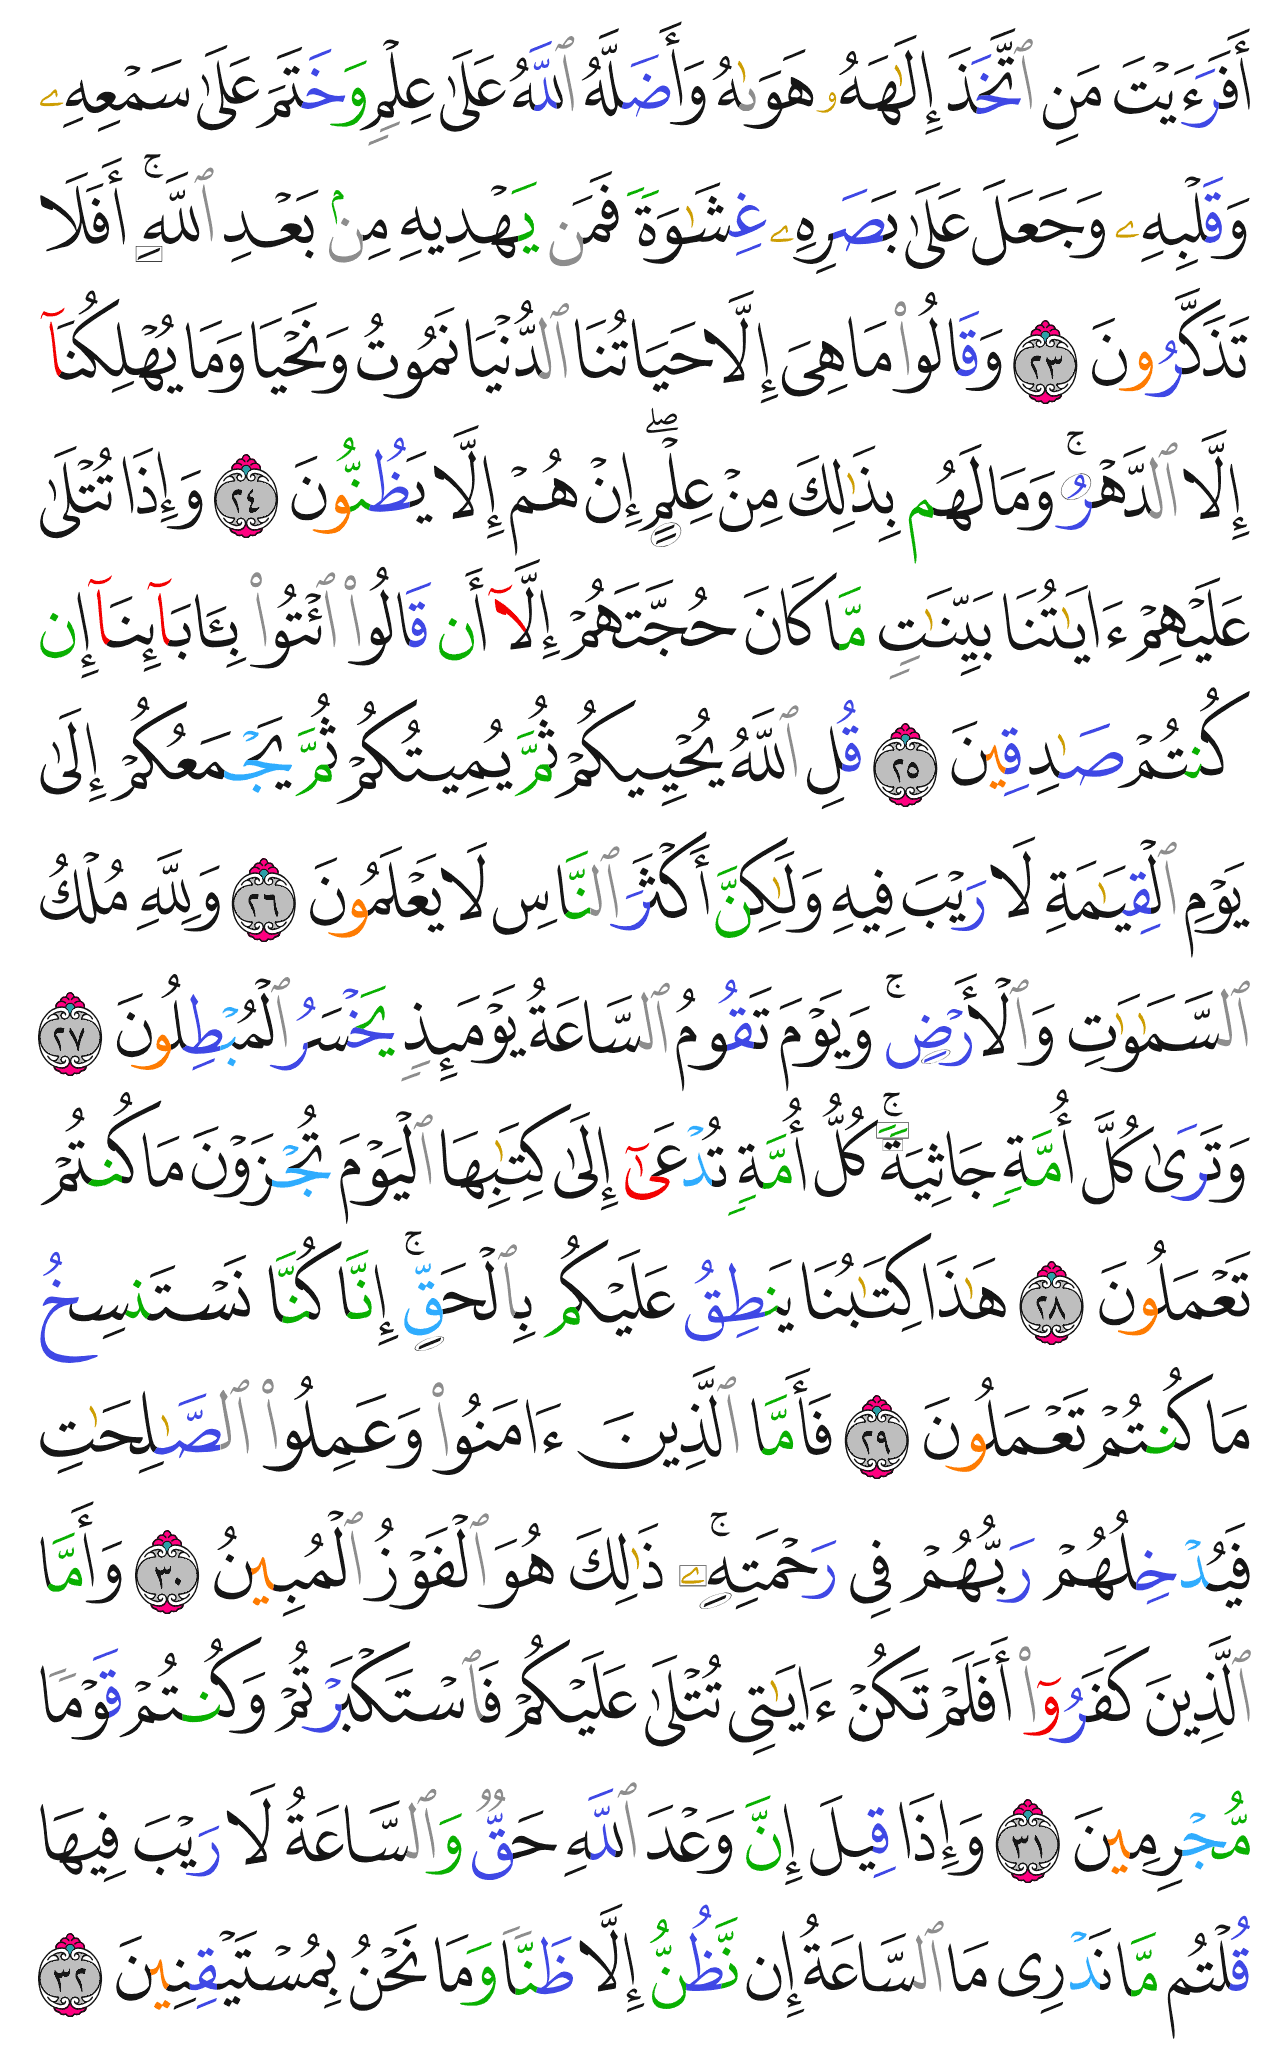 أَفَرَءَيۡتَ مَنِ ٱتَّخَذَ إِلَٰهَهُۥ هَوَىٰهُ وَأَضَلَّهُ ٱللَّهُ عَلَىٰ عِلۡمٖ وَخَتَمَ عَلَىٰ سَمۡعِهِۦ
وَقَلۡبِهِۦ وَجَعَلَ عَلَىٰ بَصَرِهِۦ غِشَٰوَةٗ فَمَن يَهۡدِيهِ مِنۢ بَعۡدِ ٱللَّهِۚ أَفَلَا
تَذَكَّرُونَ ٢٣ وَقَالُواْ مَا هِىَ إِلَّا حَيَاتُنَا ٱلدُّنۡيَا نَمُوتُ وَنَحۡيَا وَمَا يُهۡلِكُنَآ
إِلَّا ٱلدَّهۡرُۚ وَمَا لَهُم بِذَٰلِكَ مِنۡ عِلۡمٍۖ إِنۡ هُمۡ إِلَّا يَظُنُّونَ ٢٤ وَإِذَا تُتۡلَىٰ
عَلَيۡهِمۡ ءَايَٰتُنَا بَيِّنَٰتٖ مَّا كَانَ حُجَّتَهُمۡ إِلَّآ أَن قَالُواْ ٱئۡتُواْ بِـَٔابَآئِنَآ إِن
كُنتُمۡ صَٰدِقِينَ ٢٥ قُلِ ٱللَّهُ يُحۡيِيكُمۡ ثُمَّ يُمِيتُكُمۡ ثُمَّ يَجۡمَعُكُمۡ إِلَىٰ
يَوۡمِ ٱلۡقِيَٰمَةِ لَا رَيۡبَ فِيهِ وَلَٰكِنَّ أَكۡثَرَ ٱلنَّاسِ لَا يَعۡلَمُونَ ٢٦ وَلِلَّهِ مُلۡكُ
ٱلسَّمَٰوَٰتِ وَٱلۡأَرۡضِۚ وَيَوۡمَ تَقُومُ ٱلسَّاعَةُ يَوۡمَئِذٖ يَخۡسَرُ ٱلۡمُبۡطِلُونَ ٢٧
وَتَرَىٰ كُلَّ أُمَّةٖ جَاثِيَةٗۚ كُلُّ أُمَّةٖ تُدۡعَىٰٓ إِلَىٰ كِتَٰبِهَا ٱلۡيَوۡمَ تُجۡزَوۡنَ مَا كُنتُمۡ
تَعۡمَلُونَ ٢٨ هَٰذَا كِتَٰبُنَا يَنطِقُ عَلَيۡكُم بِٱلۡحَقِّۚ إِنَّا كُنَّا نَسۡتَنسِخُ
مَا كُنتُمۡ تَعۡمَلُونَ ٢٩ فَأَمَّا ٱلَّذِينَ ءَامَنُواْ وَعَمِلُواْ ٱلصَّٰلِحَٰتِ
فَيُدۡخِلُهُمۡ رَبُّهُمۡ فِى رَحۡمَتِهِۦۚ ذَٰلِكَ هُوَ ٱلۡفَوۡزُ ٱلۡمُبِينُ ٣٠ وَأَمَّا
ٱلَّذِينَ كَفَرُوٓاْ أَفَلَمۡ تَكُنۡ ءَايَٰتِى تُتۡلَىٰ عَلَيۡكُمۡ فَٱسۡتَكۡبَرۡتُمۡ وَكُنتُمۡ قَوۡمٗا
مُّجۡرِمِينَ ٣١ وَإِذَا قِيلَ إِنَّ وَعۡدَ ٱللَّهِ حَقّٞ وَٱلسَّاعَةُ لَا رَيۡبَ فِيهَا
قُلۡتُم مَّا نَدۡرِى مَا ٱلسَّاعَةُ إِن نَّظُنُّ إِلَّا ظَنّٗا وَمَا نَحۡنُ بِمُسۡتَيۡقِنِينَ ٣٢